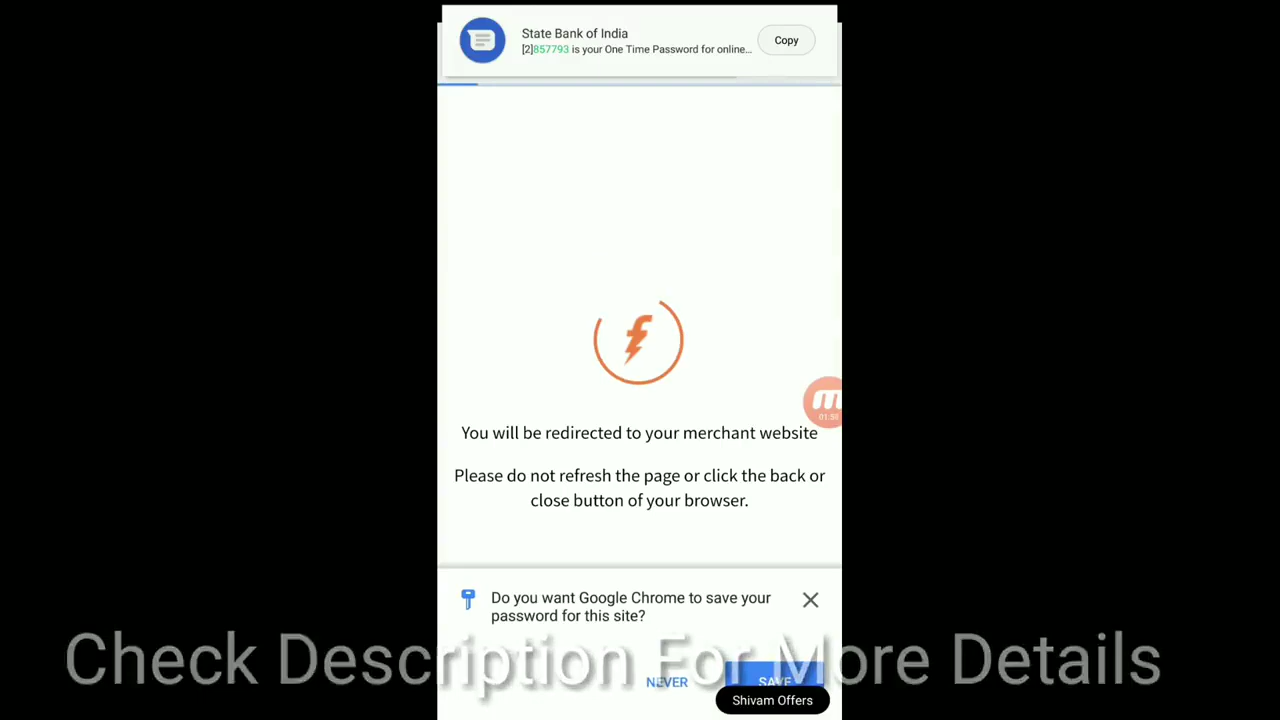 State Bank of India
[2]857793 is your One Time Password for online...
Copy
01:50
You will be redirected to your merchant website
Please do not refresh the page or click the back or
close button of your browser.
Do you want Google Chrome to save your
password for this site?
Check Description For More Details
NEVER
SAVE
Shivam Offers